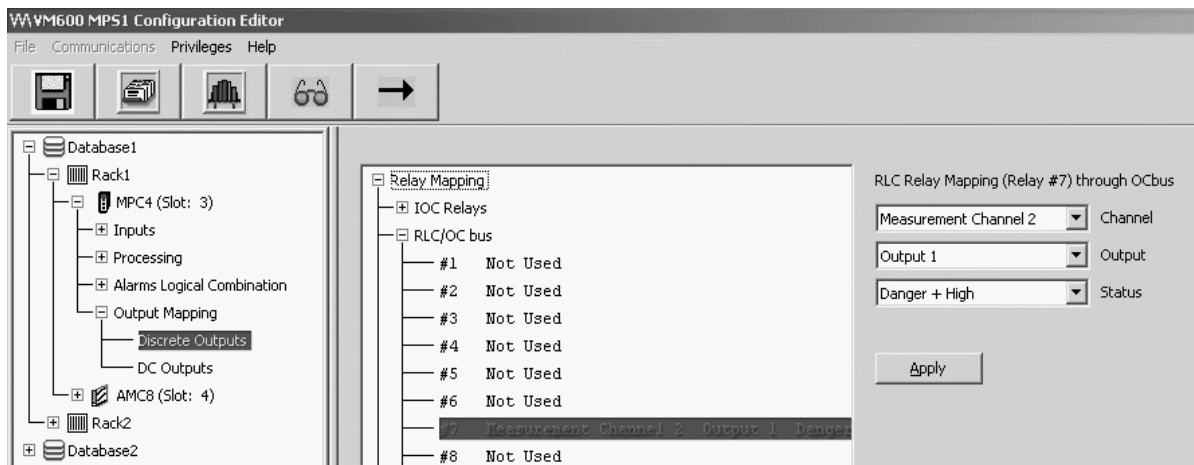 VM600 MPS1 Configuration Editor
File Communications Privileges Help
Database1
Rack1
MPC4 (Slot: 3)
Inputs
Processing
Alarms Logical Combination
Output Mapping
Discrete Outputs
DC Outputs
AMC8 (Slot: 4)
Rack2
Database2
Relay Mapping
IOC Relays
RLC/OC bus
#1 Not Used
#2 Not Used
#3 Not Used
#4 Not Used
#5 Not Used
#6 Not Used
#7 Measurement Channel 2 Output 1 Danger
#8 Not Used
RLC Relay Mapping (Relay #7) through OCbus
Measurement Channel 2 Channel
Output 1 Output
Danger + High Status
Apply